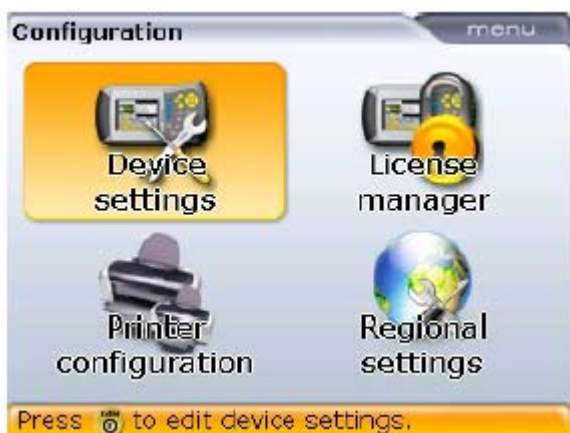 Configuration
menu
Device
settings
License
manager
Printer
configuration
Regional
settings
Press to edit device settings.